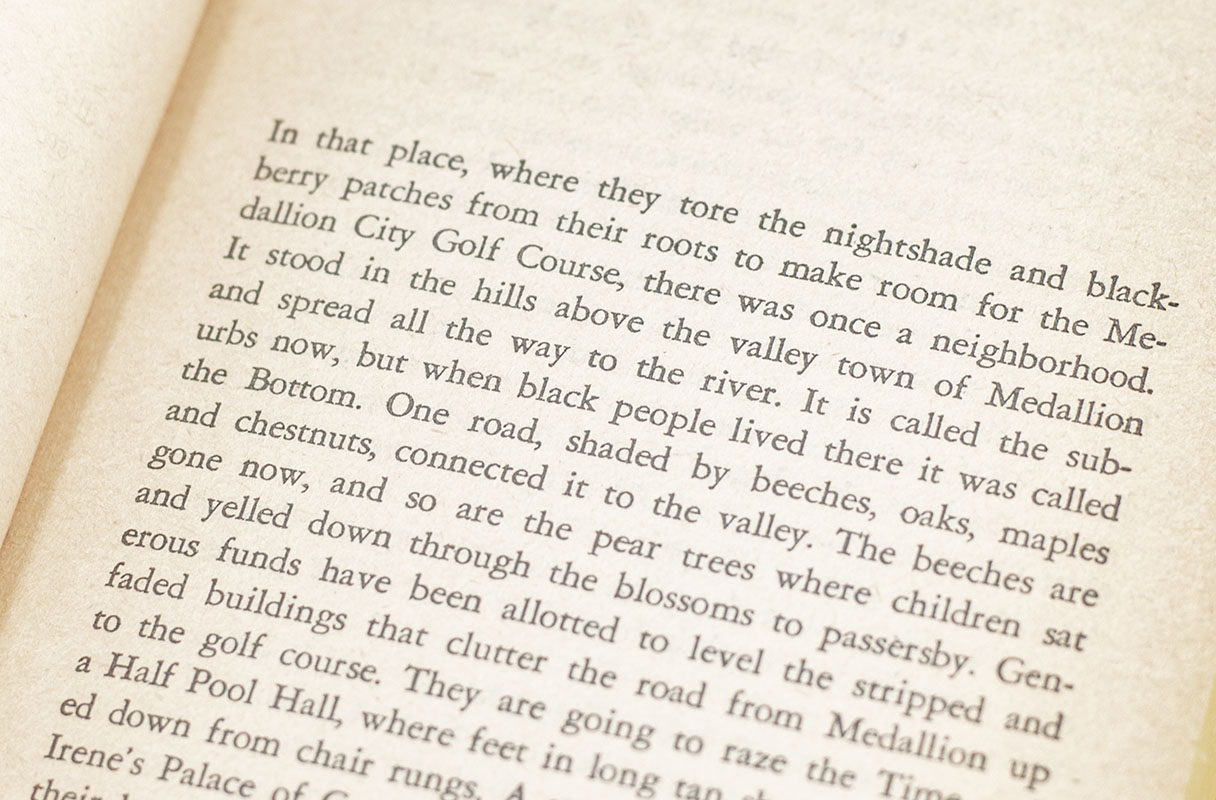 In that place, where they tore the nightshade and black-
berry patches from their roots to make room for the Me-
dallion City Golf Course, there was once a neighborhood.
It stood in the hills above the valley town of Medallion
and spread all the way to the river. It is called the sub-
urbs now, but when black people lived there it was called
the Bottom. One road, shaded by beeches, oaks, maples
and chestnuts, connected it to the valley. The beeches are
gone now, and so are the pear trees where children sat
and yelled down through the blossoms to passersby. Gen-
erous funds have been allotted to level the stripped and
faded buildings that clutter the road from Medallion up
to the golf course. They are going to raze the Time
a Half Pool Hall, where feet in long tan
ed down from chair rungs. A
Irene's Palace of
their